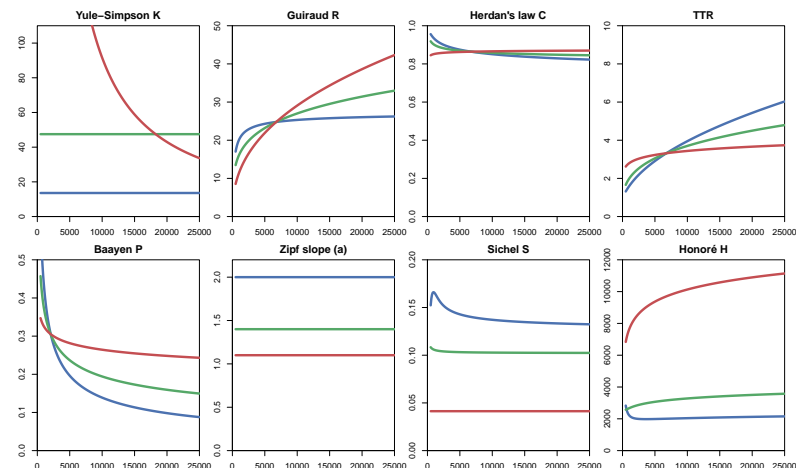 Yule−Simpson K
0 20 40 60 80 100
0 5000 10000 15000 20000 25000
Guiraud R
0 10 20 30 40 50
0 5000 10000 15000 20000 25000
Herdan's law C
0.0 0.2 0.4 0.6 0.8 1.0
0 5000 10000 15000 20000 25000
TTR
0 2 4 6 8 10
0 5000 10000 15000 20000 25000
Baayen P
0.0 0.1 0.2 0.3 0.4 0.5
0 5000 10000 15000 20000 25000
Zipf slope (a)
0.0 0.5 1.0 1.5 2.0
0 5000 10000 15000 20000 25000
Sichel S
0.00 0.05 0.10 0.15 0.20
0 5000 10000 15000 20000 25000
Honoré H
0 2000 4000 6000 8000 10000 12000
0 5000 10000 15000 20000 25000